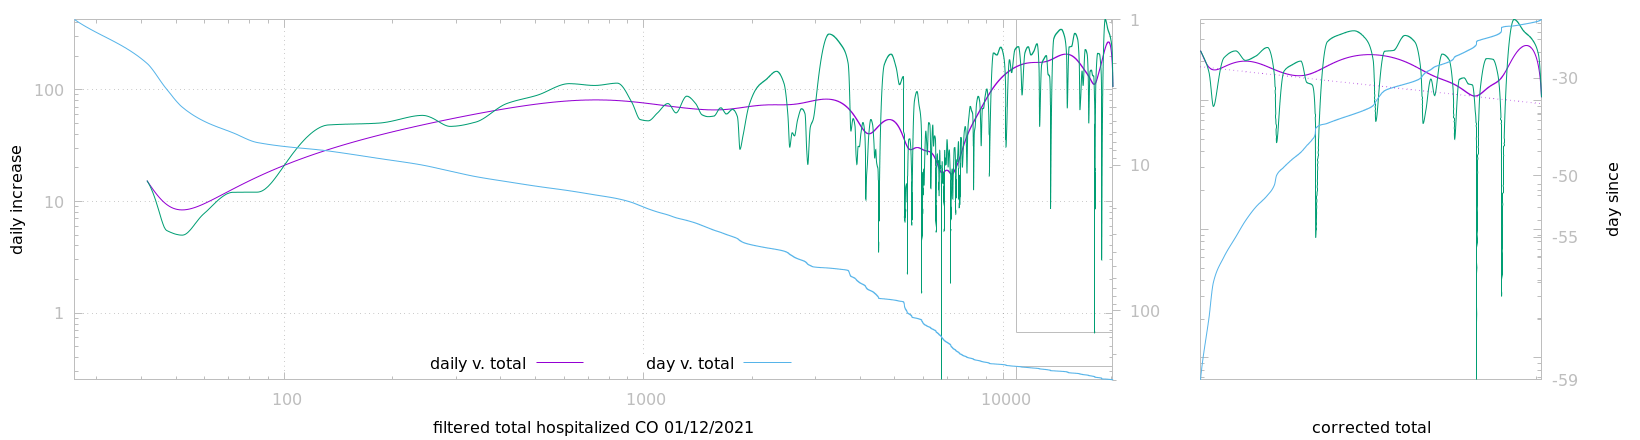 1
100
-30
10
10
-50
-55
1
100
daily increase
day since
daily v. total
day v. total
-59
100
1000
10000
filtered total hospitalized CO 01/12/2021
corrected total